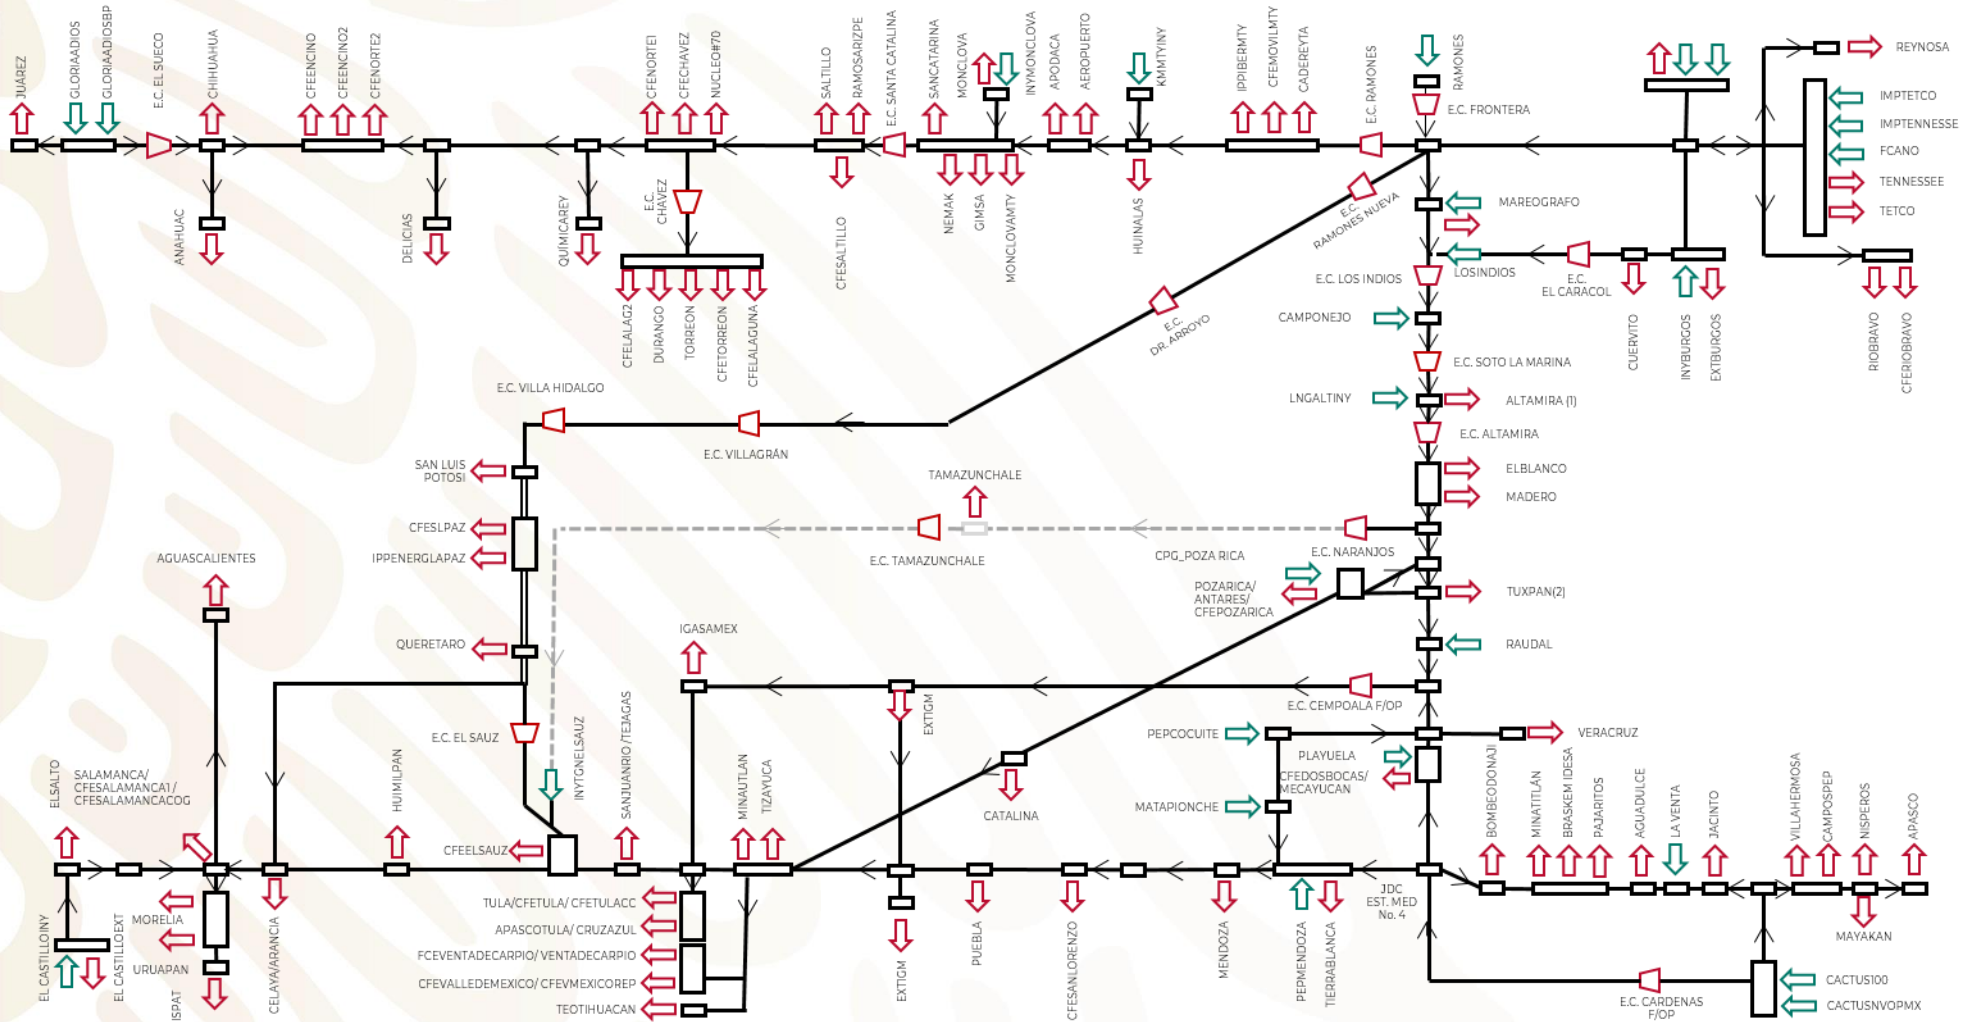 JUÁREZ
GLORIAADIOS
GLORIAADIOSBP
E.C. EL SUECO
CHIHUAHUA
CFEENCINO
CFEENCINO2
CFENORTE2
CFENORTE1
CFECHAVEZ
NUCLEO#70
SALTILLO
RAMOSARIZPE
E.C. SANTA CATALINA
SANCATARINA
MONCLOVA
INYMONCLOVA
APODACA
AEROPUERTO
KMMTYINY
IPPIBERMTY
CFEMOVILMTY
CADEREYTA
E.C. RAMONES
RAMONES
E.C. FRONTERA
REYNOSA
IMPTETCO
IMPTENNESSE
FCANO
TENNESSEE
TETCO
ANAHUAC
DELICIAS
QUIMICAREY
E.C.
CHAVEZ
CFELALAG2
DURANGO
TORREON
CFETORREON
CFELALAGUNA
CFESALTILLO
NEMAK
GIMSA
MONCLOVAMTY
HUINALAS
E.C.
RAMONES NUEVA
E.C.
DR. ARROYO
MAREOGRAFO
LOSINDIOS
E.C. LOS INDIOS
E.C.
EL CARACOL
CUERVITO
INYBURGOS
EXTBURGOS
RIOBRAVO
CFERIOBRAVO
CAMPONEJO
E.C. SOTO LA MARINA
LNGALTINY
ALTAMIRA (1)
E.C. ALTAMIRA
ELBLANCO
MADERO
E.C. VILLA HIDALGO
E.C. VILLAGRÁN
SAN LUIS
POTOSI
CFESLPAZ
IPPENERGLAPAZ
QUERETARO
TAMAZUNCHALE
E.C. TAMAZUNCHALE
CPG_POZA RICA
E.C. NARANJOS
POZARICA/
ANTARES/
CFEPOZARICA
TUXPAN(2)
RAUDAL
AGUASCALIENTES
IGASAMEX
E.C. CEMPOALA F/OP
EXTIGM
E.C. EL SAUZ
INYTGNELSAUZ
SANJUANRIO /TEJAGAS
PEPCOCUITE
PLAYUELA
CFEDOSBOCAS/
MECAYUCAN
VERACRUZ
MATAPIONCHE
CATALINA
ELSALTO
SALAMANCA/
CFESALAMANCA1 /
CFESALAMANCACOG
HUIMILPAN
CFEELSAUZ
MINAUTLAN
TIZAYUCA
BOMBEODONAJI
MINATITLÁN
BRASKEM IDESA
PAJARITOS
AGUADULCE
LA VENTA
JACINTO
VILLAHERMOSA
CAMPOSPEP
NISPEROS
APASCO
JDC
EST. MED
No. 4
MAYAKAN
EL CASTILLOINY
EL CASTILLOEXT
MORELIA
URUAPAN
ISPAT
CELAYA/ARANCIA
TULA/CFETULA/ CFETULACC
APASCOTULA/ CRUZAZUL
FCEVENTADECARPIO/ VENTADECARPIO
CFEVALLEDEMEXICO/ CFEVMEXICOREP
TEOTIHUACAN
EXTIGM
PUEBLA
CFESANLORENZO
MENDOZA
PEPMENDOZA
TIERABLANCA
E.C. CARDENAS
F/OP
CACTUS100
CACTUSNVOPMX